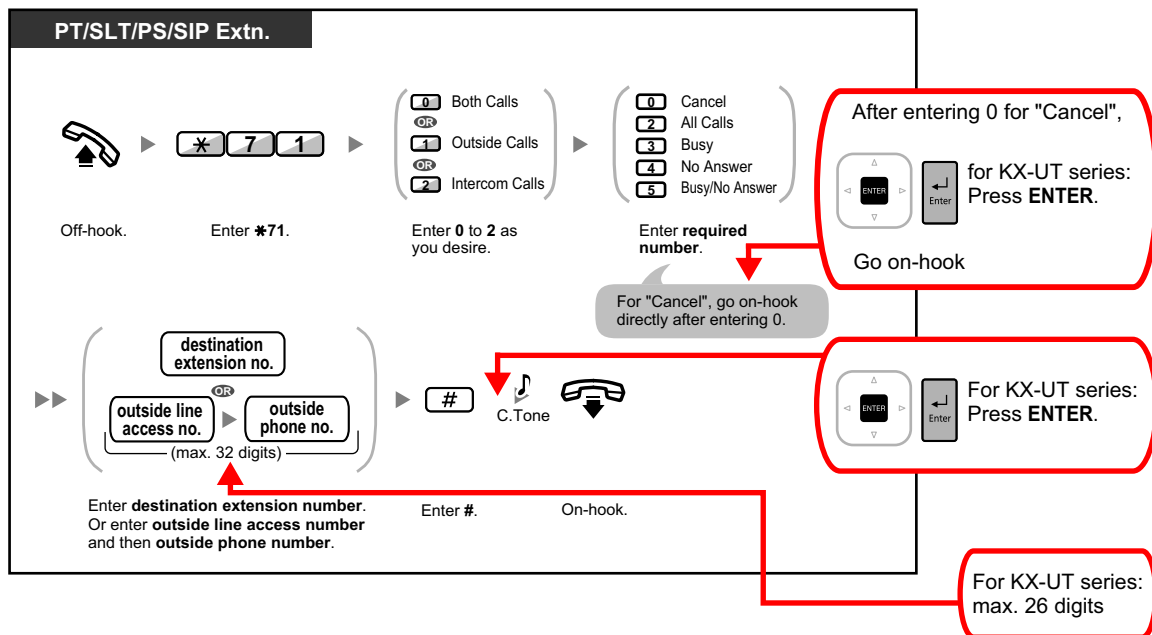 PT/SLT/PS/SIP Extn.
0 Both Calls
OR
1 Outside Calls
OR
2 Intercom Calls
0 Cancel
2 All Calls
3 Busy
4 No Answer
5 Busy/No Answer
✱ 7 1
Off-hook.
Enter ✱71.
Enter 0 to 2 as
you desire.
Enter required
number.
For "Cancel", go on-hook
directly after entering 0.
After entering 0 for "Cancel",
ENTER
Enter
for KX-UT series:
Press ENTER.
Go on-hook
destination
extension no.
OR
outside line
access no.
outside
phone no.
(max. 32 digits)
#
C.Tone
Enter destination extension number.
Or enter outside line access number
and then outside phone number.
Enter #.
On-hook.
ENTER
Enter
For KX-UT series:
Press ENTER.
For KX-UT series:
max. 26 digits